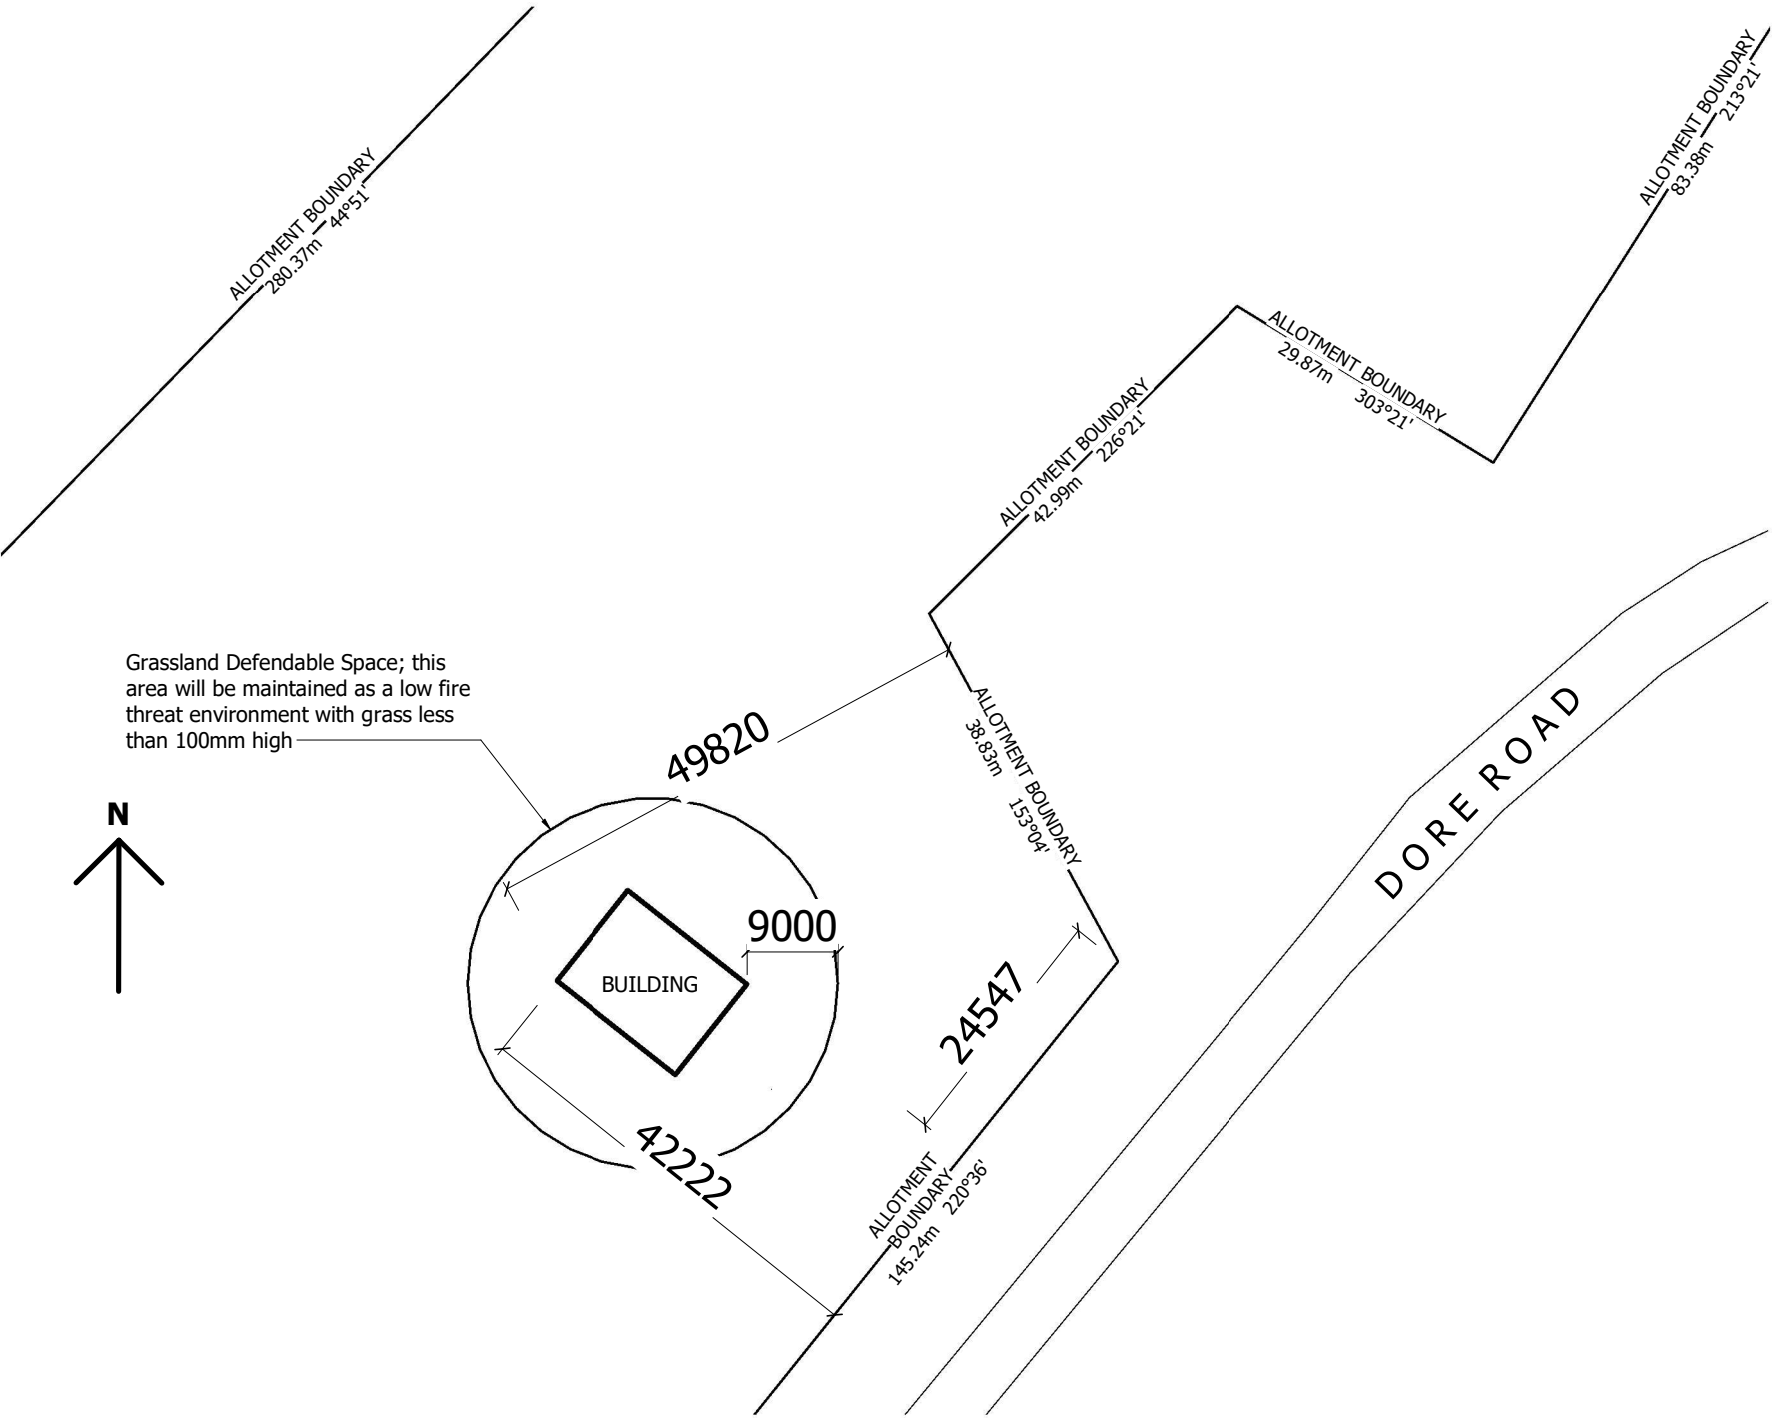 ALLOTMENT BOUNDARY
280.37m 44°51'
ALLOTMENT BOUNDARY
83.38m 213°21'
ALLOTMENT BOUNDARY
29.87m 303°21'
ALLOTMENT BOUNDARY
42.99m 226°21'
Grassland Defendable Space; this
area will be maintained as a low fire
threat environment with grass less
than 100mm high
49820
ALLOTMENT BOUNDARY
38.83m 153°04'
DORE ROAD
N
9000
BUILDING
24547
42222
ALLOTMENT
BOUNDARY
145.24m 220°36'